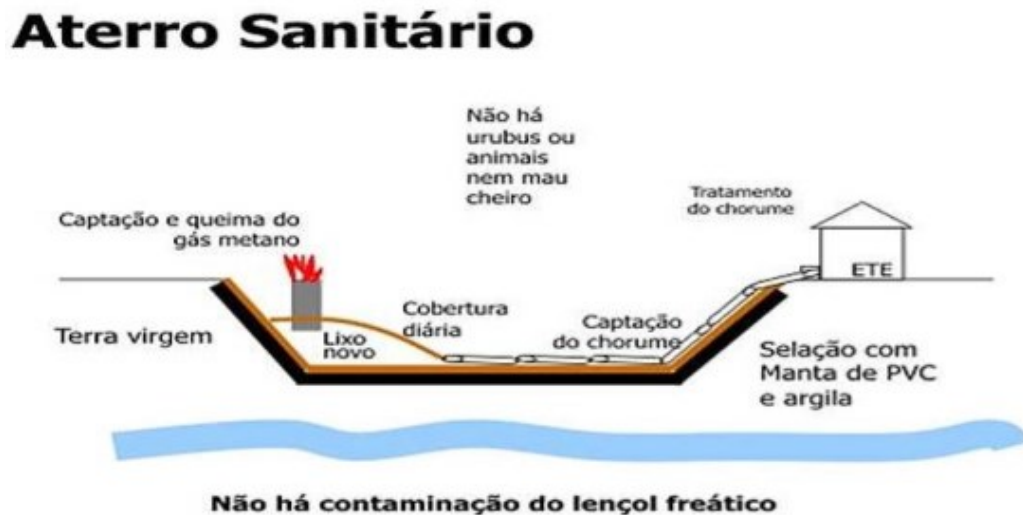 Aterro Sanitário
Não há
urubus ou
animais
nem mau
cheiro
Tratamento
do chorume
Captação e queima do
gás metano
ETE
Terra virgem
Lixo
novo
Cobertura
diária
Captação
do chorume
Selação com
Manta de PVC
e argila
Não há contaminação do lençol freático